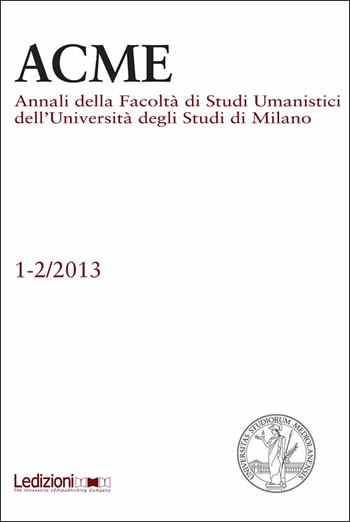 ACME
Annali della Facoltà di Studi Umanistici
dell'Università degli Studi di Milano
1-2/2013
Ledizioni
The Innovative LEDIpublishing Company
UNIVERSITAS STUDIORUM MEDIOLANENSIS